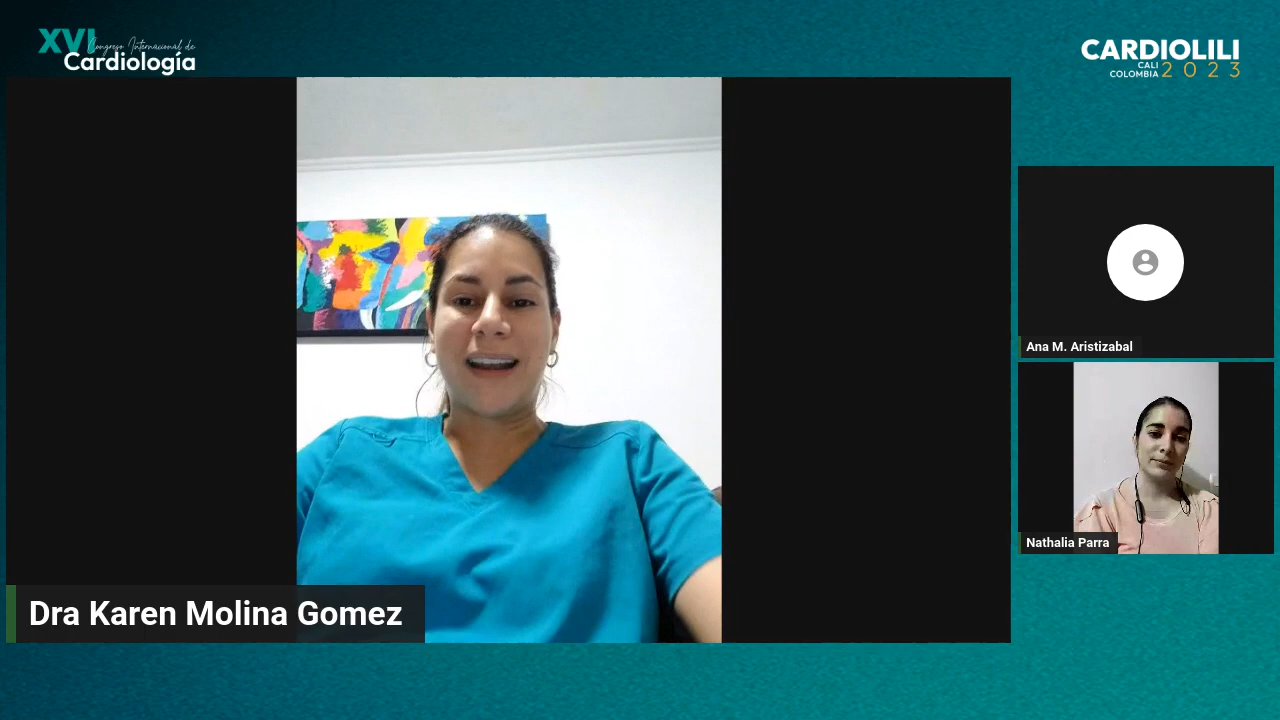 XVI Congreso Internacional de
Cardiología
CARDIOLILI
CALI
COLOMBIA 2023
Ana M. Aristizabal
Nathalia Parra
Dra Karen Molina Gomez